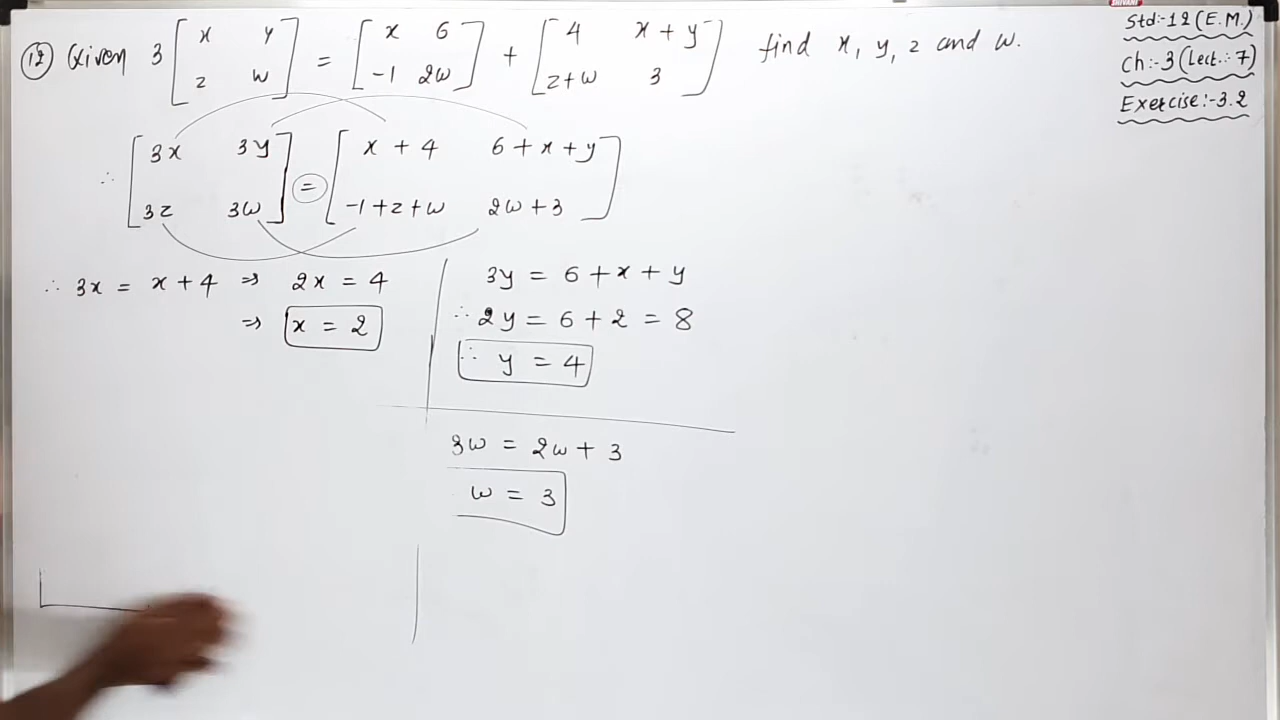 (12) Given 3 [x y; z w] = [x 6; -1 2w] + [4 x+y; z+w 3] find x, y, z and w.
∴ [3x 3y; 3z 3w] = [x+4 6+x+y; -1+z+w 2w+3]
∴ 3x = x+4 ⇒ 2x = 4
⇒ x = 2
3y = 6+x+y
∴ 2y = 6+2 = 8
∴ y = 4
3w = 2w+3
w = 3
SHIVANI
Std:-12 (E.M.)
Ch:-3 (Lect.:7)
Exercise:-3.2